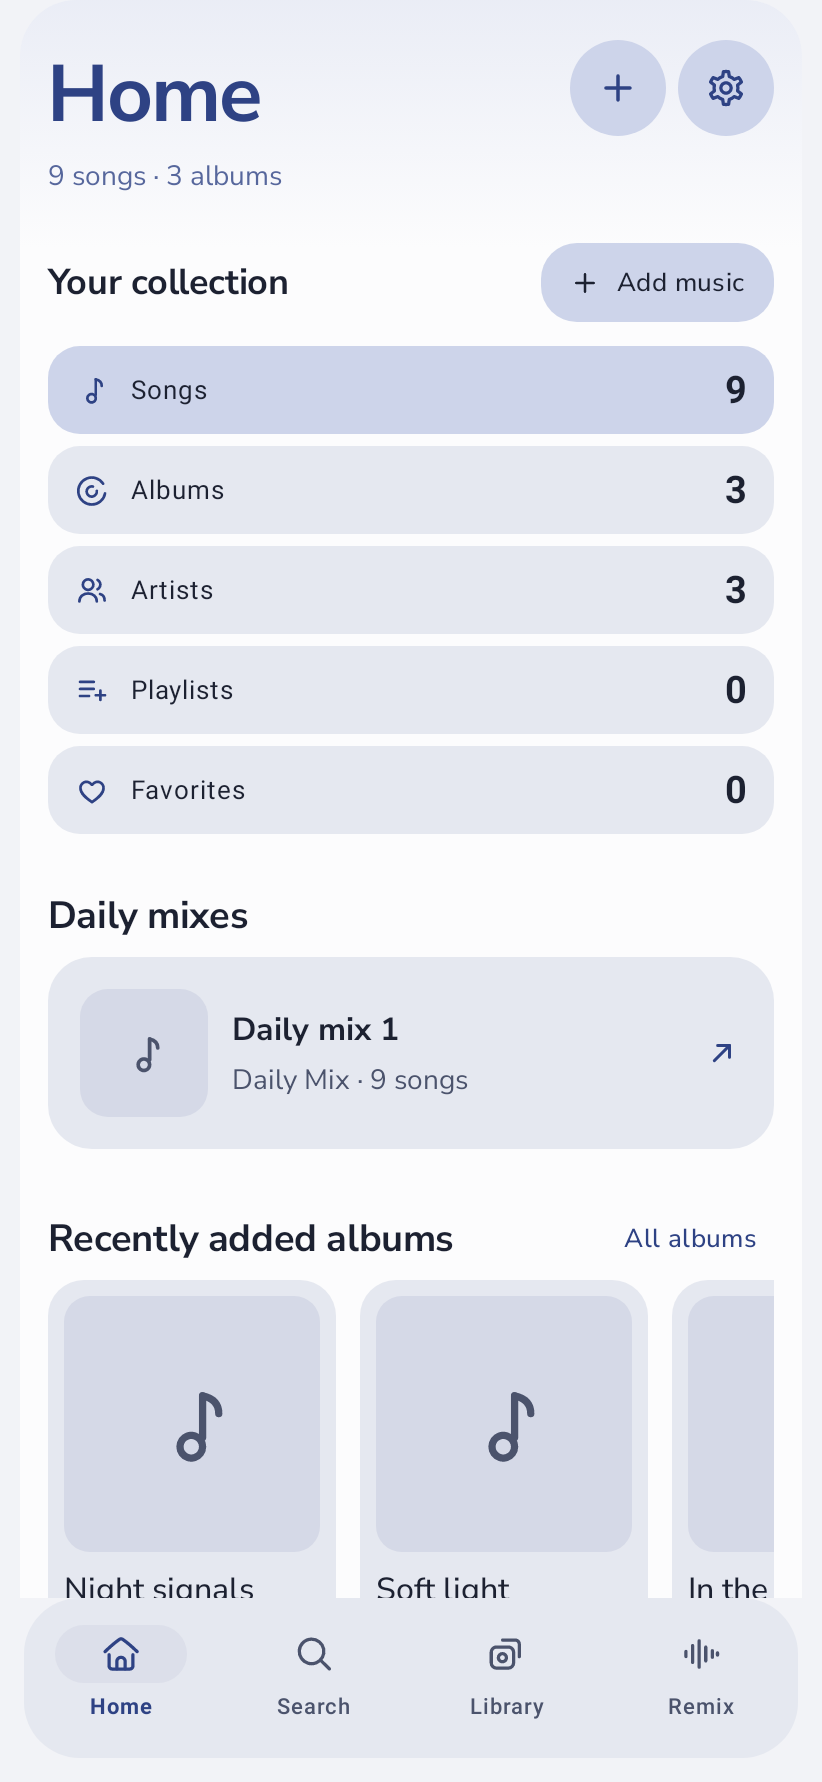 Home
9 songs · 3 albums
Your collection
Add music
Songs 9
Albums 3
Artists 3
Playlists 0
Favorites 0
Daily mixes
Daily mix 1
Daily Mix · 9 songs
Recently added albums
All albums
Night signals
Soft light
In the
Home
Search
Library
Remix